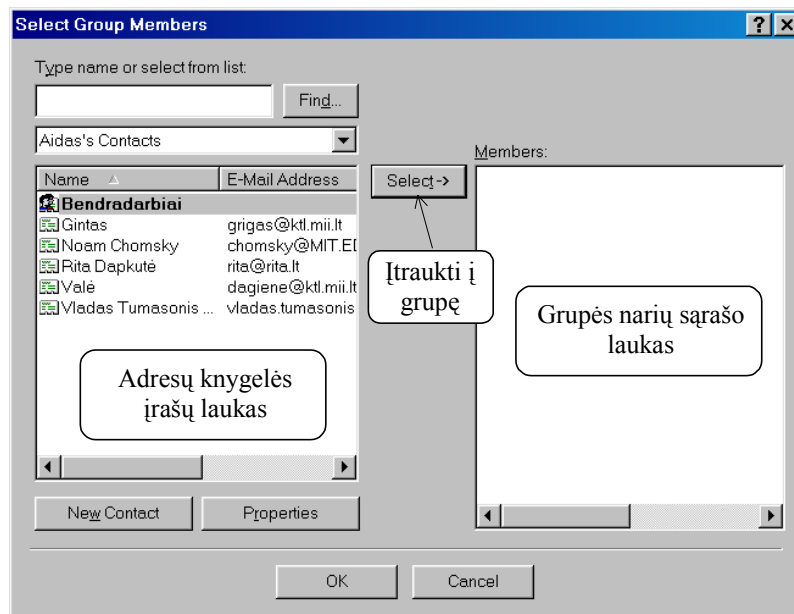 Select Group Members
Type name or select from list:
Find...
Aidas's Contacts
Members:
Name E-Mail Address
Select ->
Bendradarbiai
Gintas grigas@ktl.mii.lt
Noam Chomsky chomsky@MIT.E
Rita Dapkutė rita@rita.lt
Valė dagiene@ktl.mii.lt
Vladas Tumasonis ... vladas.tumasonis
Įtraukti į
grupę
Grupės narių sąrašo
laukas
Adresų knygelės
įrašų laukas
New Contact Properties
OK Cancel